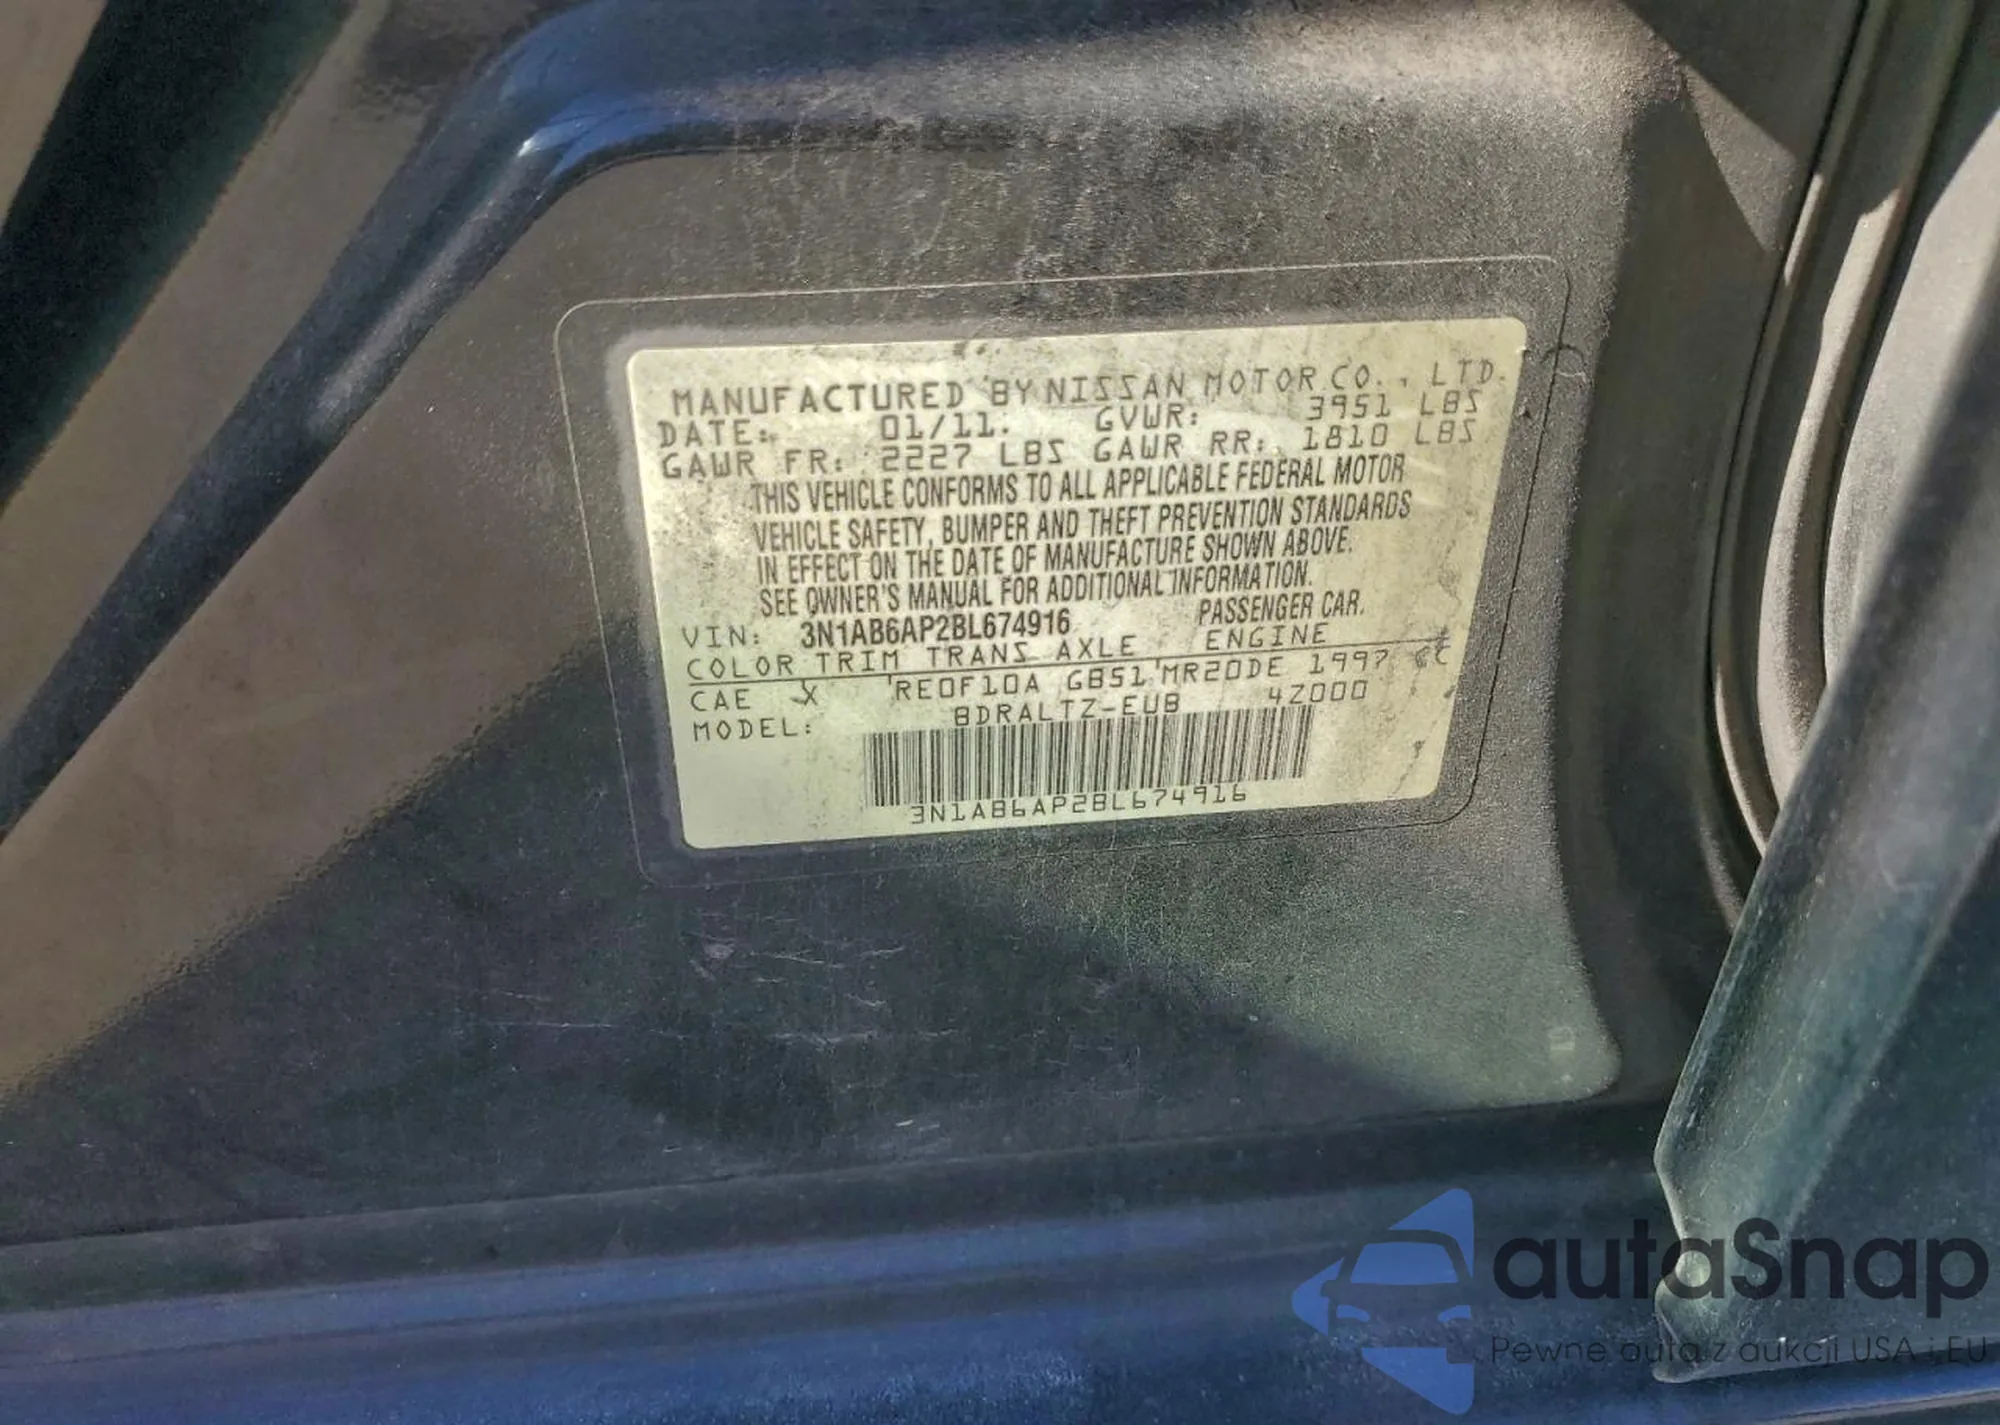 MANUFACTURED BY NISSAN MOTOR CO., LTD.
DATE: 01/11. GVWR: 3951 LBS
GAWR FR: 2227 LBS GAWR RR: 1810 LBS
THIS VEHICLE CONFORMS TO ALL APPLICABLE FEDERAL MOTOR
VEHICLE SAFETY, BUMPER AND THEFT PREVENTION STANDARDS
IN EFFECT ON THE DATE OF MANUFACTURE SHOWN ABOVE.
SEE OWNER'S MANUAL FOR ADDITIONAL INFORMATION.
VIN: 3N1AB6AP2BL674916 PASSENGER CAR.
COLOR TRIM TRANS AXLE ENGINE
CAE X RE0F10A GB51 MR20DE 1997 CC
MODEL: BDRALTZ-EUB 4Z000
3N1AB6AP2BL674916
autaSnap
Pewne auta z aukcji USA i EU